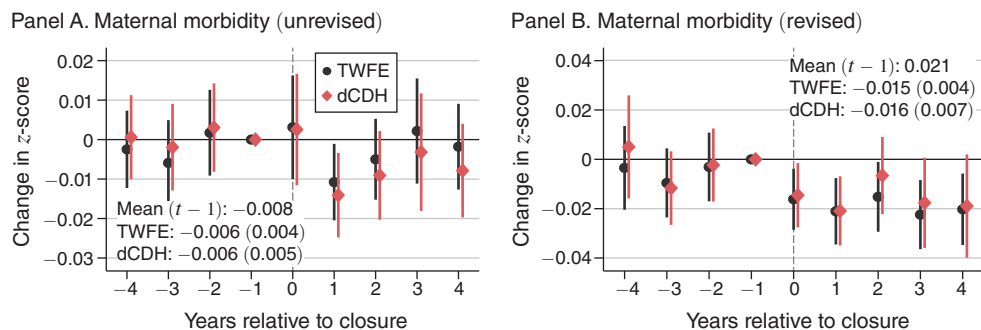 Panel A. Maternal morbidity (unrevised)
Change in z-score
0.02
0.01
0
−0.01
−0.02
−0.03
TWFE
dCDH
Mean (t − 1): −0.008
TWFE: −0.006 (0.004)
dCDH: −0.006 (0.005)
−4 −3 −2 −1 0 1 2 3 4
Years relative to closure
Panel B. Maternal morbidity (revised)
Change in z-score
0.04
0.02
0
−0.02
−0.04
Mean (t − 1): 0.021
TWFE: −0.015 (0.004)
dCDH: −0.016 (0.007)
−4 −3 −2 −1 0 1 2 3 4
Years relative to closure